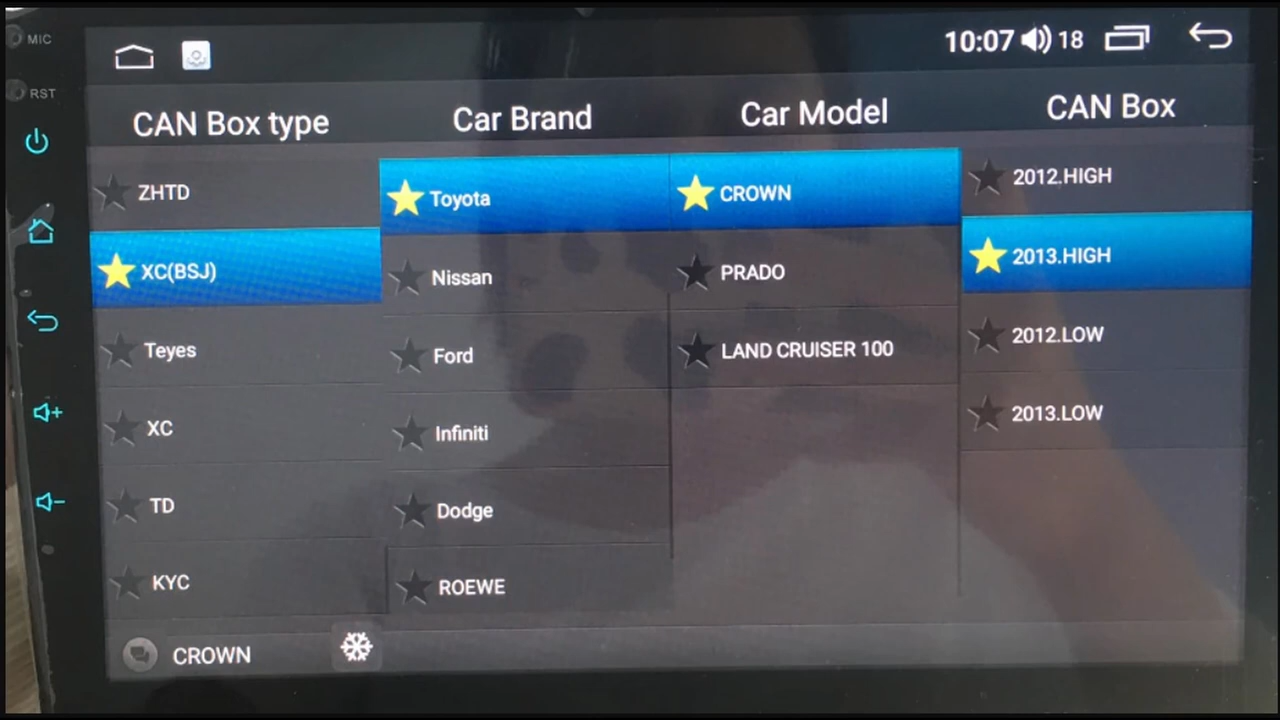 MIC
10:07 18
RST
CAN Box type Car Brand Car Model CAN Box
ZHTD Toyota CROWN 2012.HIGH
XC(BSJ) Nissan PRADO 2013.HIGH
Teyes Ford LAND CRUISER 100 2012.LOW
XC Infiniti 2013.LOW
TD Dodge
KYC ROEWE
CROWN